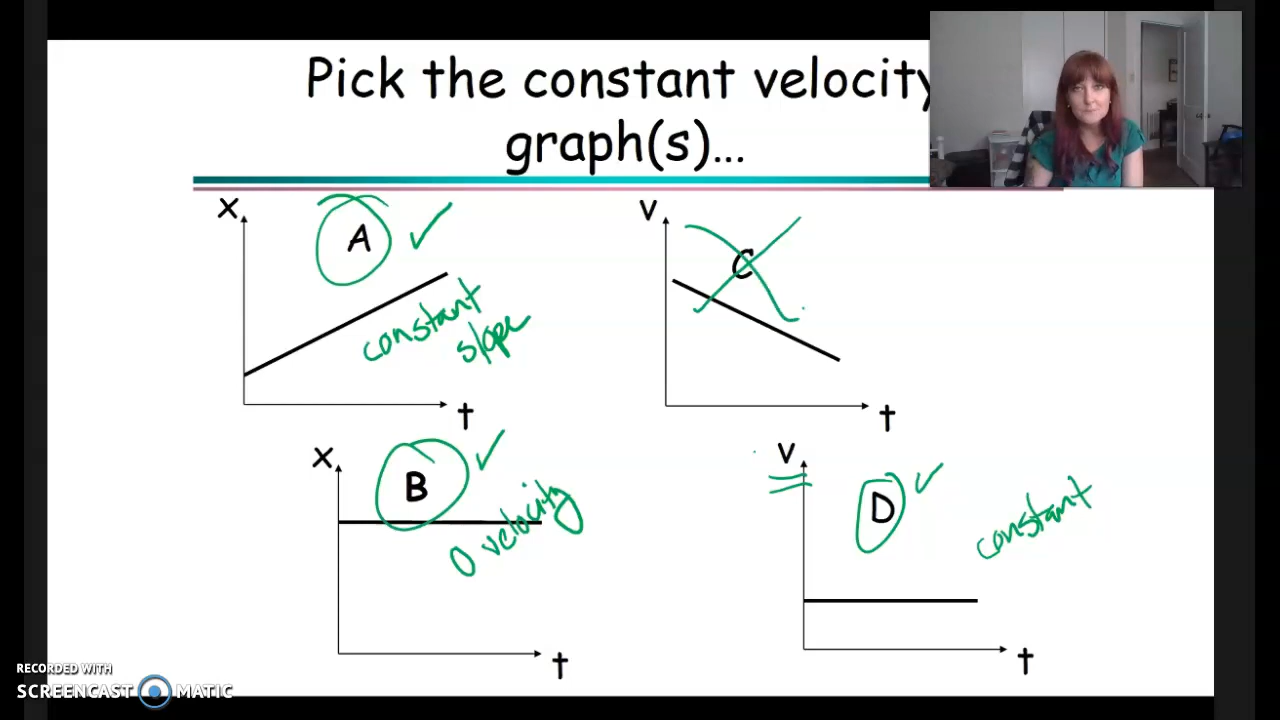 Pick the constant velocity
graph(s)...
x
A
constant
slope
t
v
C
t
x
B
0 velocity
t
v
D
constant
t
RECORDED WITH
SCREENCAST MATIC